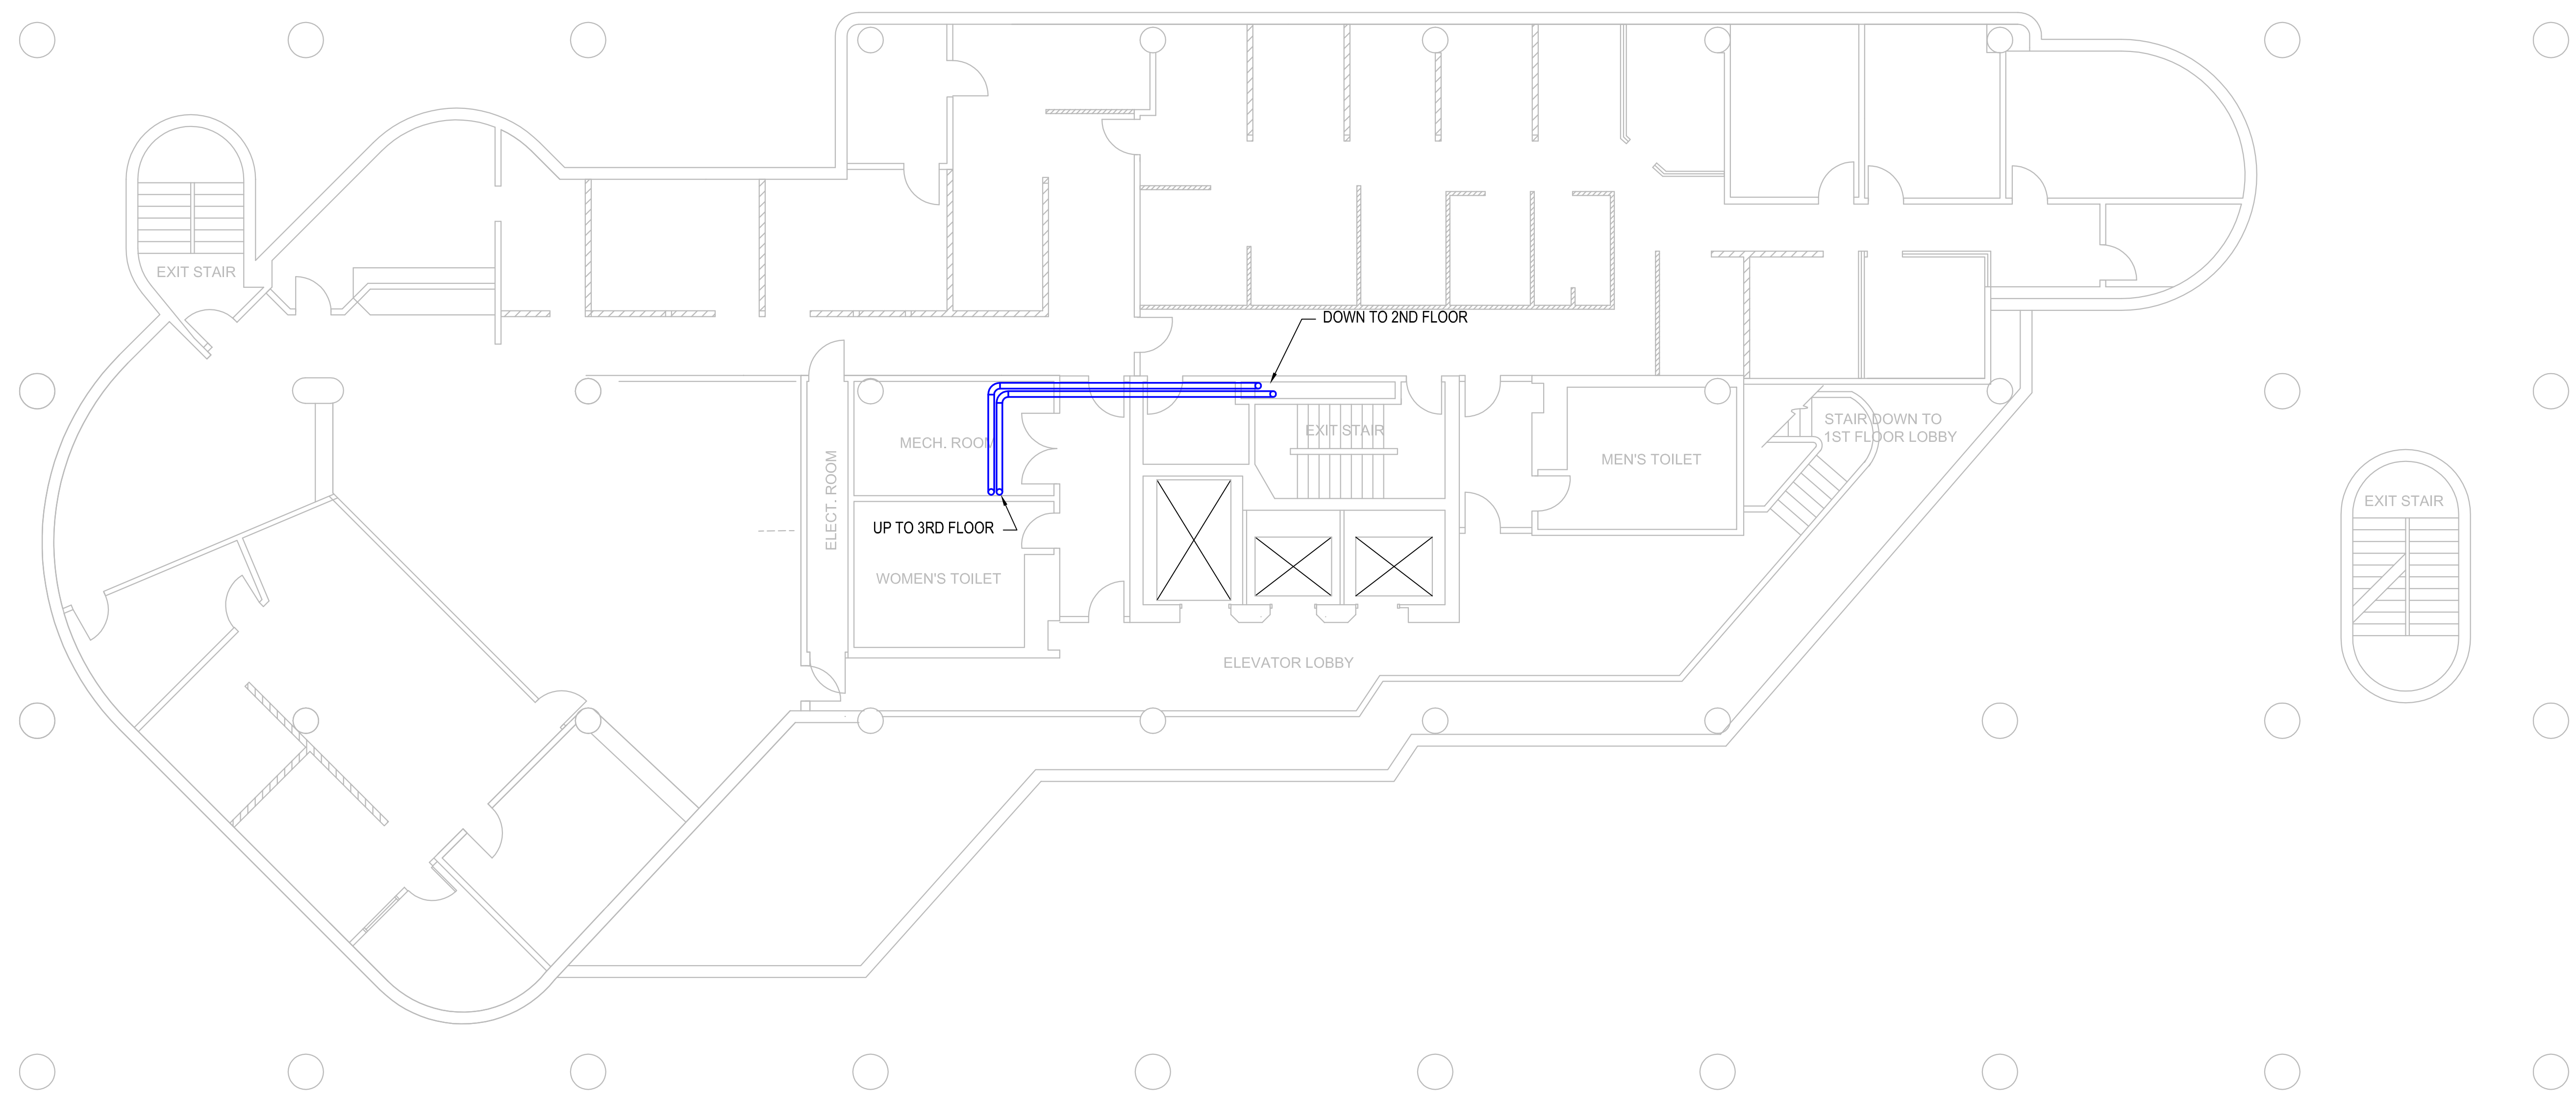 EXIT STAIR
DOWN TO 2ND FLOOR
STAIR DOWN TO
1ST FLOOR LOBBY
EXIT STAIR
MECH. ROOM
MEN'S TOILET
ELECT. ROOM
EXIT STAIR
UP TO 3RD FLOOR
WOMEN'S TOILET
ELEVATOR LOBBY